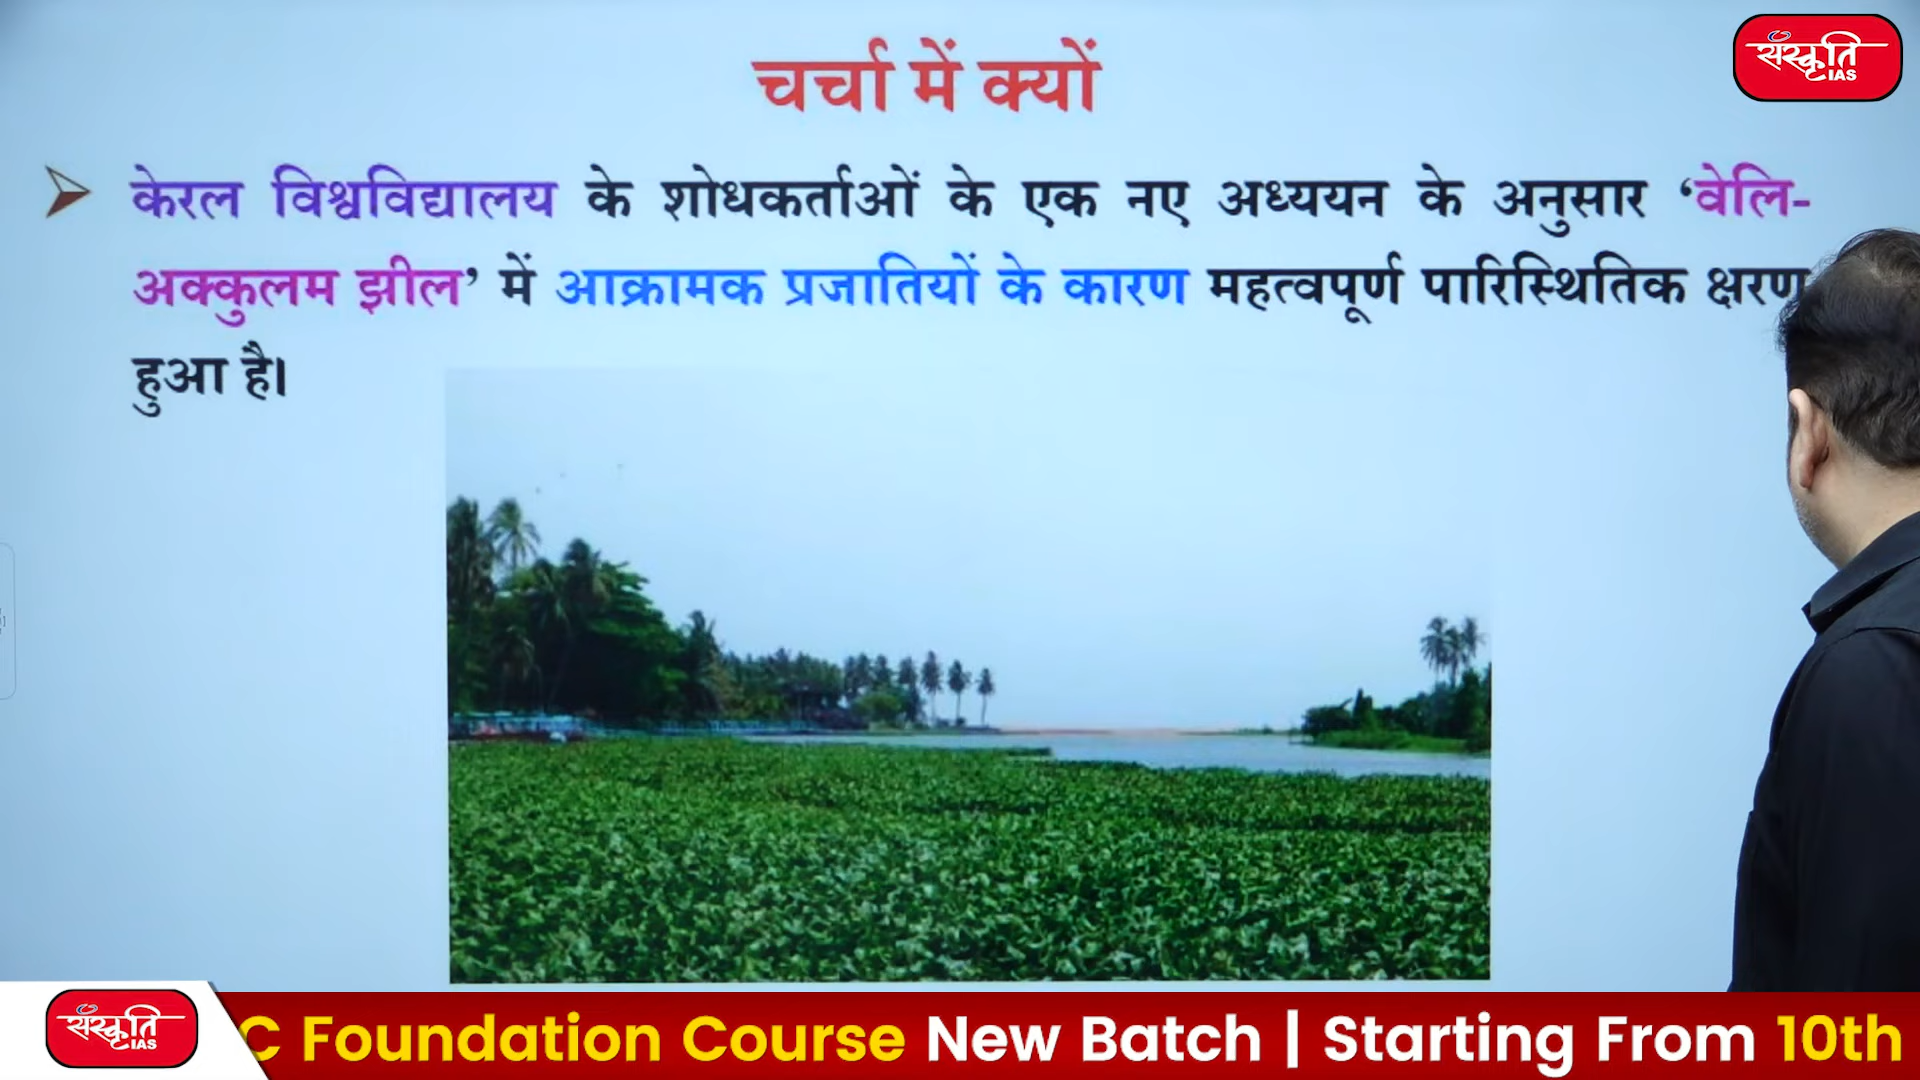 चर्चा में क्यों
संस्कृति
IAS
केरल विश्वविद्यालय के शोधकर्ताओं के एक नए अध्ययन के अनुसार ‘वेलि-
अक्कुलम झील’ में आक्रामक प्रजातियों के कारण महत्वपूर्ण पारिस्थितिक क्षरण
हुआ है।
संस्कृति
IAS
C Foundation Course New Batch | Starting From 10th